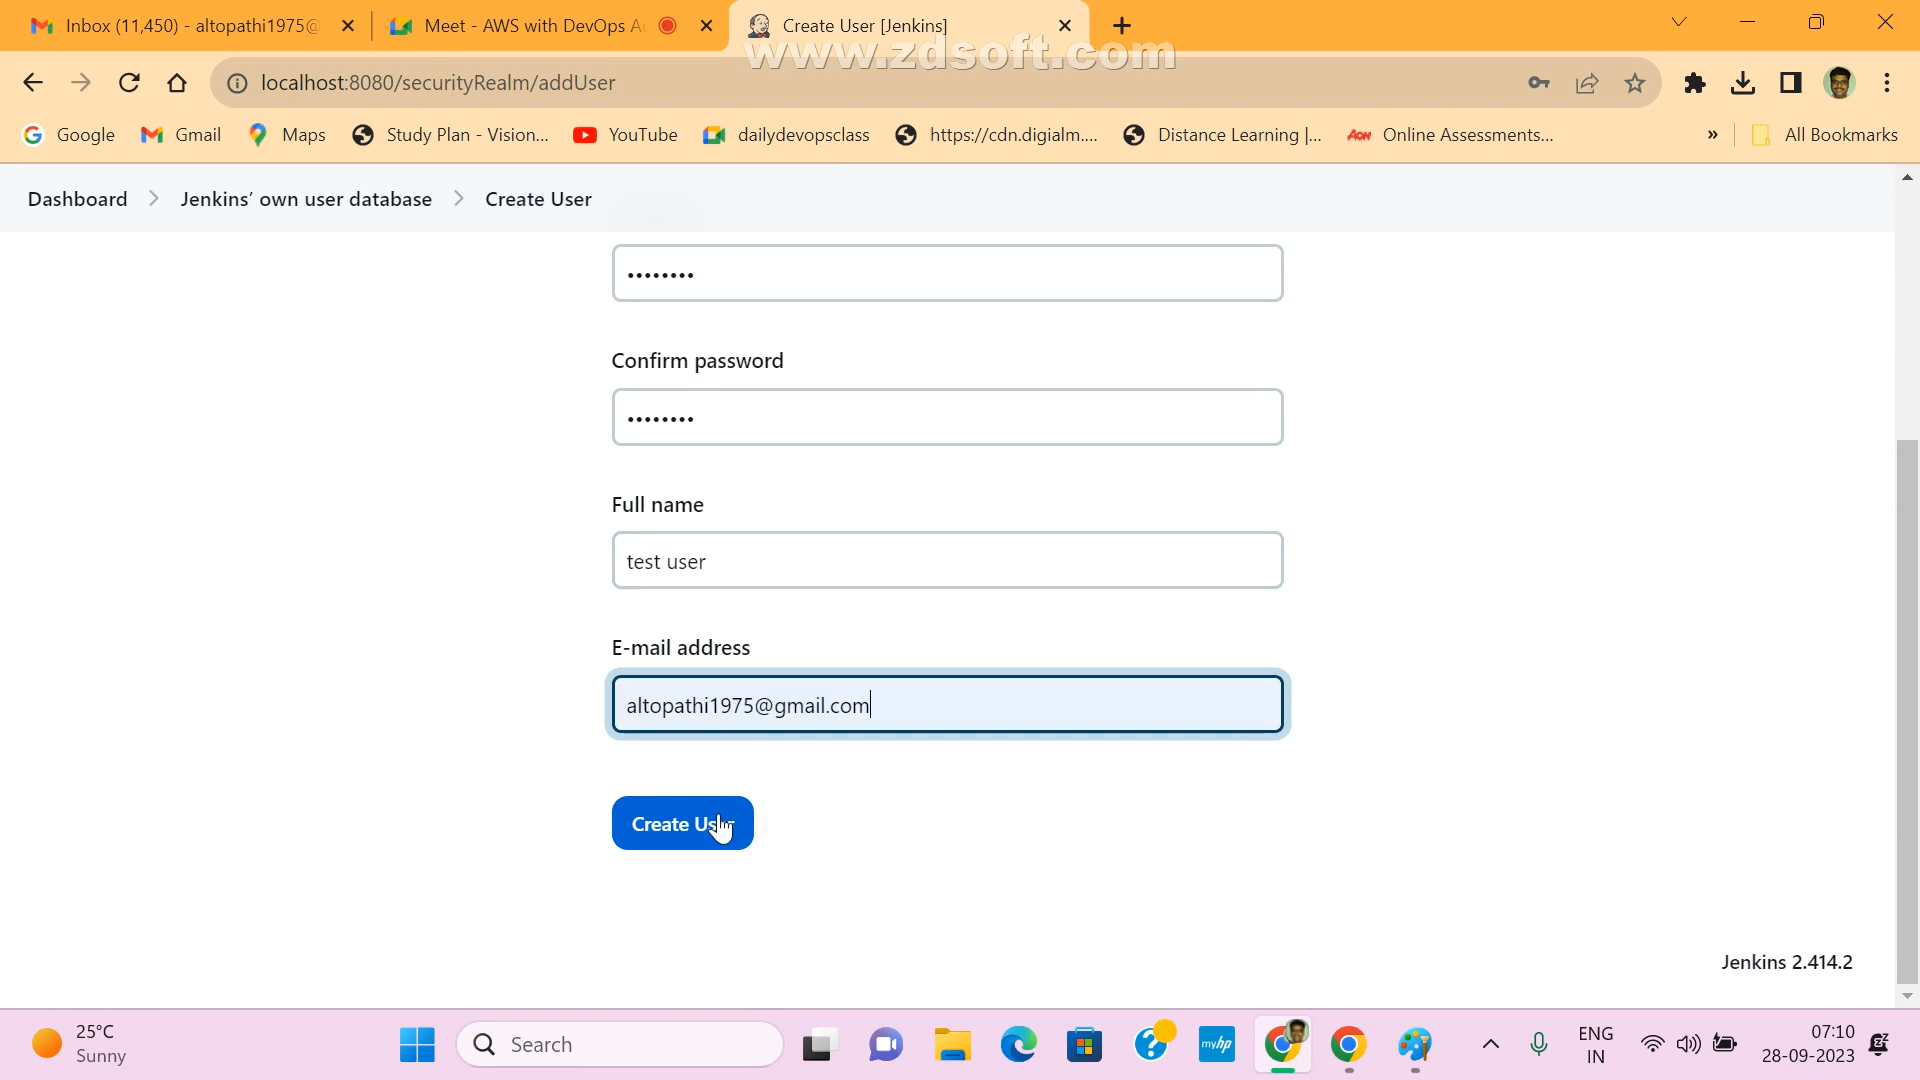 Inbox (11,450) - altopathi1975@
Meet - AWS with DevOps A
Create User [Jenkins]
www.zdsoft.com
localhost:8080/securityRealm/addUser
Google
Gmail
Maps
Study Plan - Vision...
YouTube
dailydevopsclass
https://cdn.digialm....
Distance Learning |...
AON
Online Assessments...
»
All Bookmarks
Dashboard
Jenkins’ own user database
Create User
••••••••
Confirm password
••••••••
Full name
test user
E-mail address
altopathi1975@gmail.com
Create User
Jenkins 2.414.2
25°C
Sunny
Search
myhp
ENG
IN
07:10
28-09-2023